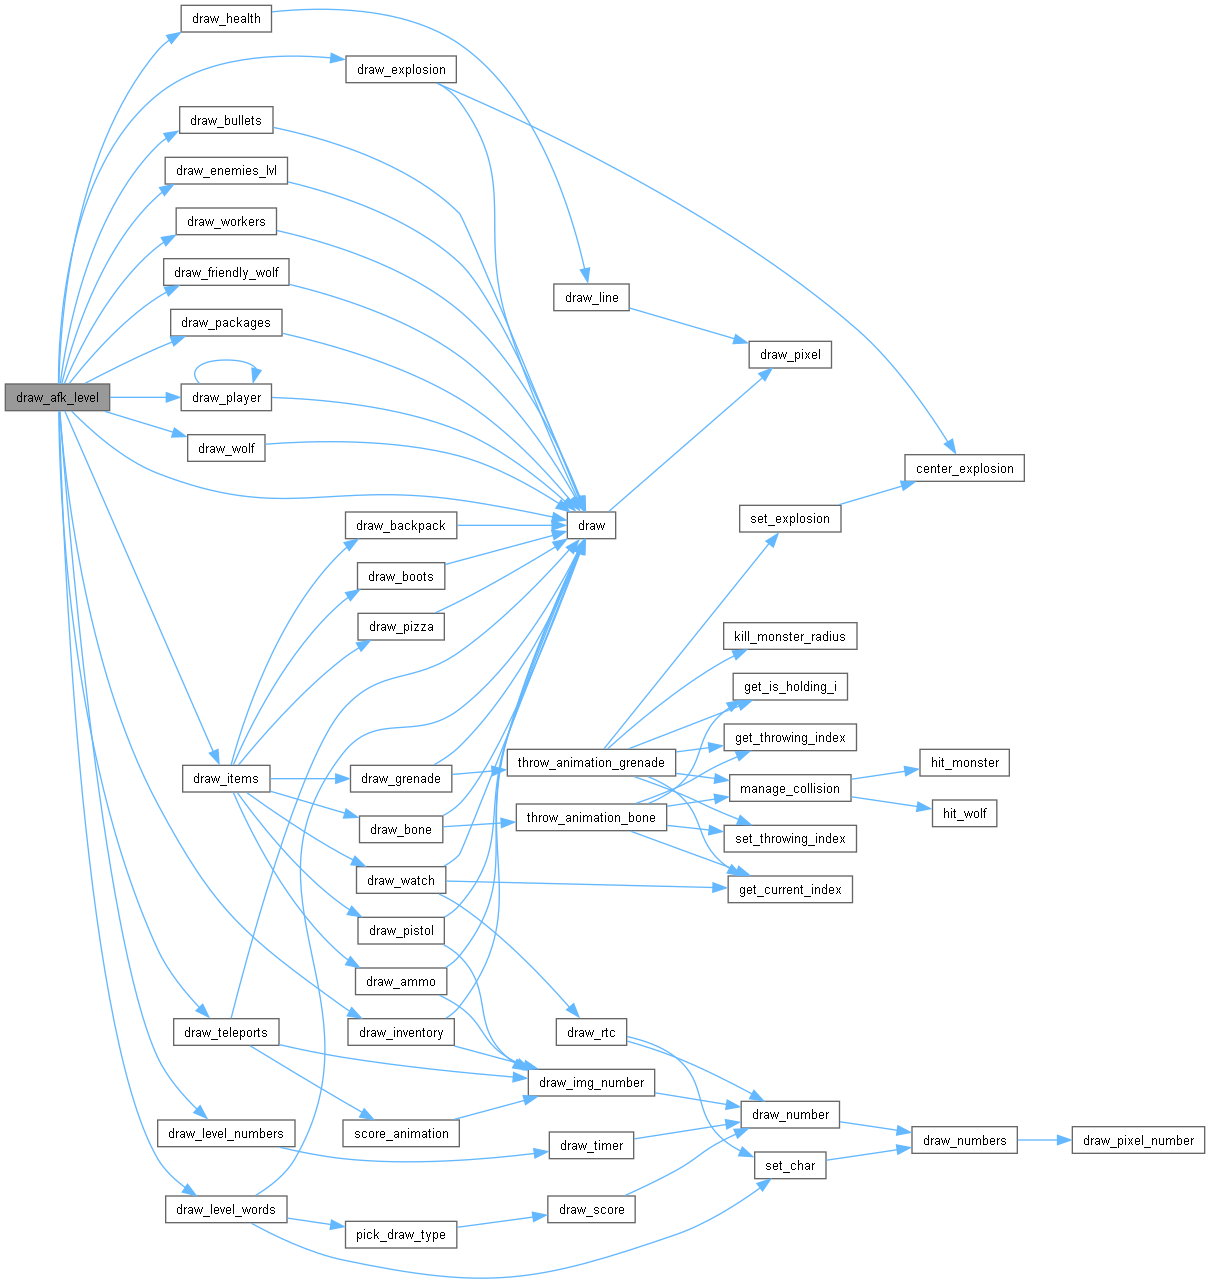 draw_health
draw_explosion
draw_bullets
draw_enemies_lvl
draw_workers
draw_friendly_wolf
draw_line
draw_packages
draw_pixel
draw_afk_level
draw_player
draw_wolf
center_explosion
draw_backpack
draw
set_explosion
draw_boots
draw_pizza
kill_monster_radius
get_is_holding_i
get_throwing_index
throw_animation_grenade
hit_monster
draw_items
draw_grenade
manage_collision
hit_wolf
throw_animation_bone
draw_bone
set_throwing_index
draw_watch
get_current_index
draw_pistol
draw_ammo
draw_teleports
draw_inventory
draw_rtc
draw_img_number
draw_number
draw_level_numbers
score_animation
draw_timer
draw_numbers
draw_pixel_number
set_char
draw_level_words
draw_score
pick_draw_type